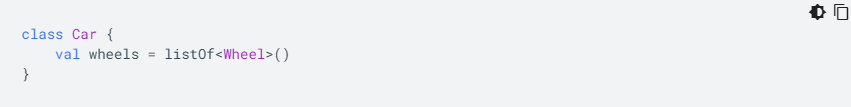 class Car {
    val wheels = listOf<Wheel>()
}